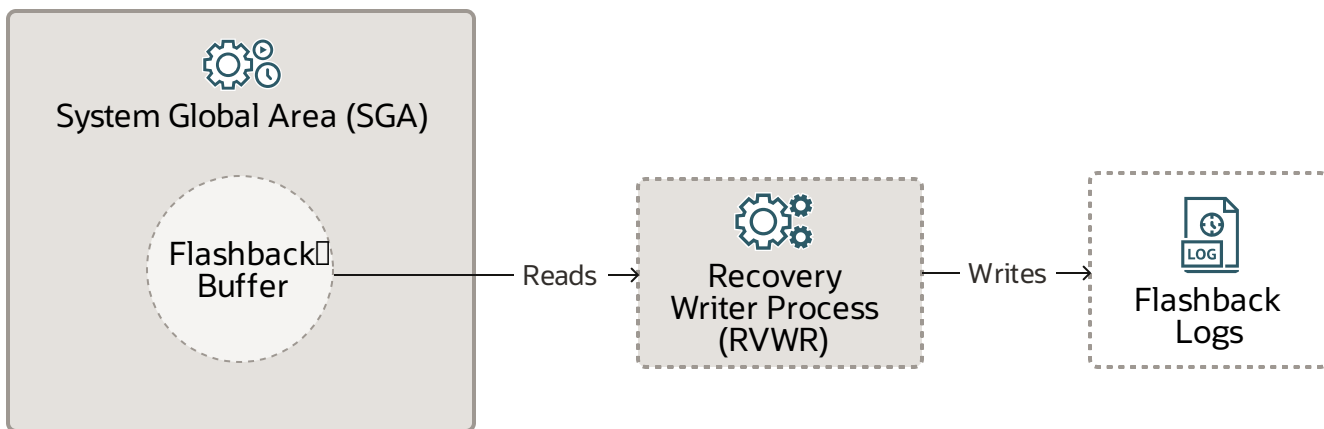 System Global Area (SGA)
Flashback
Buffer
Reads
Recovery
Writer Process
(RVWR)
Writes
LOG
Flashback
Logs